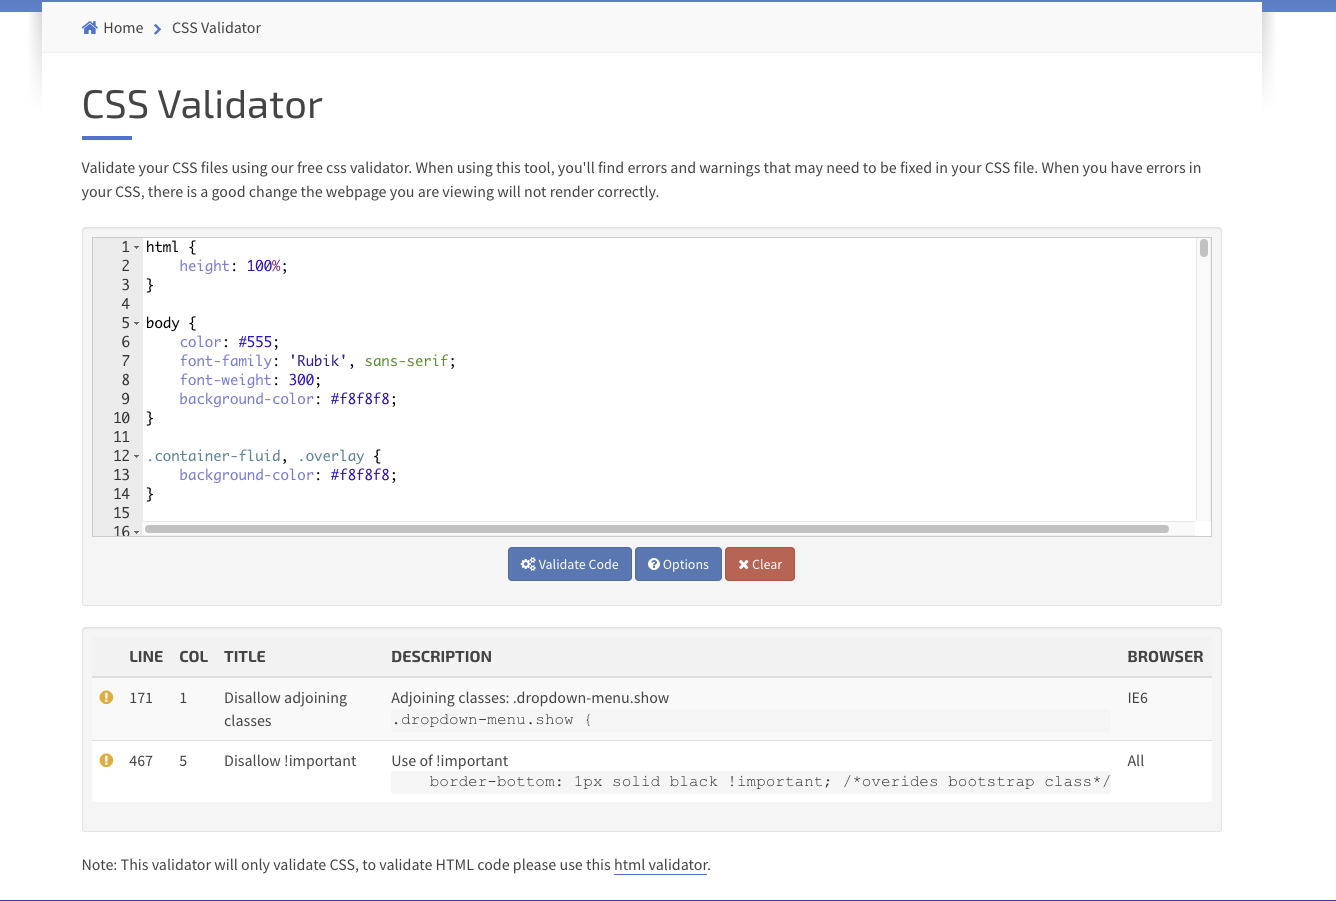 Home > CSS Validator
CSS Validator
Validate your CSS files using our free css validator. When using this tool, you'll find errors and warnings that may need to be fixed in your CSS file. When you have errors in
your CSS, there is a good change the webpage you are viewing will not render correctly.
1 html {
2     height: 100%;
3 }
4
5 body {
6     color: #555;
7     font-family: 'Rubik', sans-serif;
8     font-weight: 300;
9     background-color: #f8f8f8;
10 }
11
12 .container-fluid, .overlay {
13     background-color: #f8f8f8;
14 }
15
16
Validate Code Options Clear
LINE COL TITLE DESCRIPTION BROWSER
171 1 Disallow adjoining Adjoining classes: .dropdown-menu.show IE6
classes .dropdown-menu.show {
467 5 Disallow !important Use of !important All
border-bottom: 1px solid black !important; /*overides bootstrap class*/
Note: This validator will only validate CSS, to validate HTML code please use this html validator.